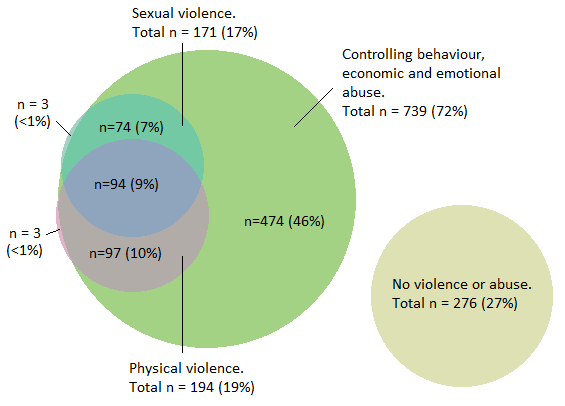 Sexual violence.
Total n = 171 (17%)
Controlling behaviour,
economic and emotional
abuse.
Total n = 739 (72%)
n = 3
(<1%)
n=74 (7%)
n=94 (9%)
n=474 (46%)
n = 3
(<1%)
n=97 (10%)
No violence or abuse.
Total n = 276 (27%)
Physical violence.
Total n = 194 (19%)